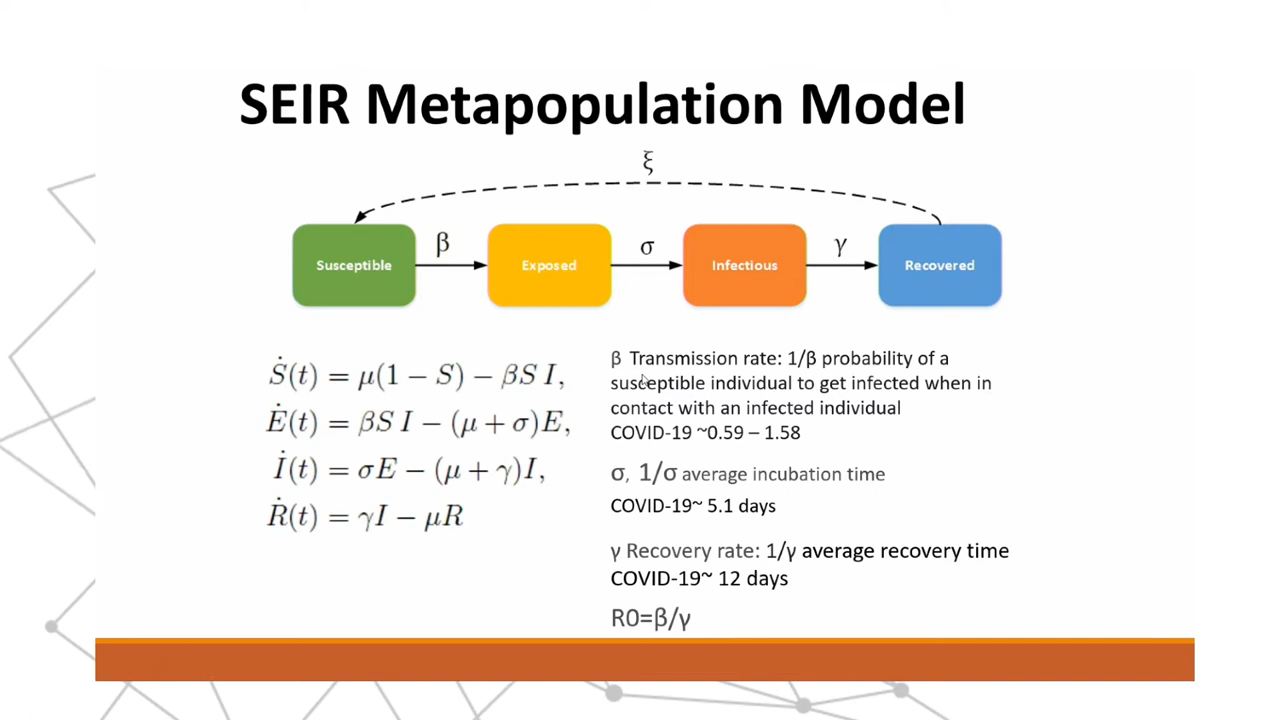 SEIR Metapopulation Model
ξ
Susceptible
β
Exposed
σ
Infectious
γ
Recovered
Ṡ(t) = μ(1 − S) − βS I,
Ė(t) = βS I − (μ + σ)E,
İ(t) = σE − (μ + γ)I,
Ṙ(t) = γI − μR
β Transmission rate: 1/β probability of a
susceptible individual to get infected when in
contact with an infected individual
COVID-19 ~0.59 – 1.58
σ, 1/σ average incubation time
COVID-19~ 5.1 days
γ Recovery rate: 1/γ average recovery time
COVID-19~ 12 days
R0=β/γ